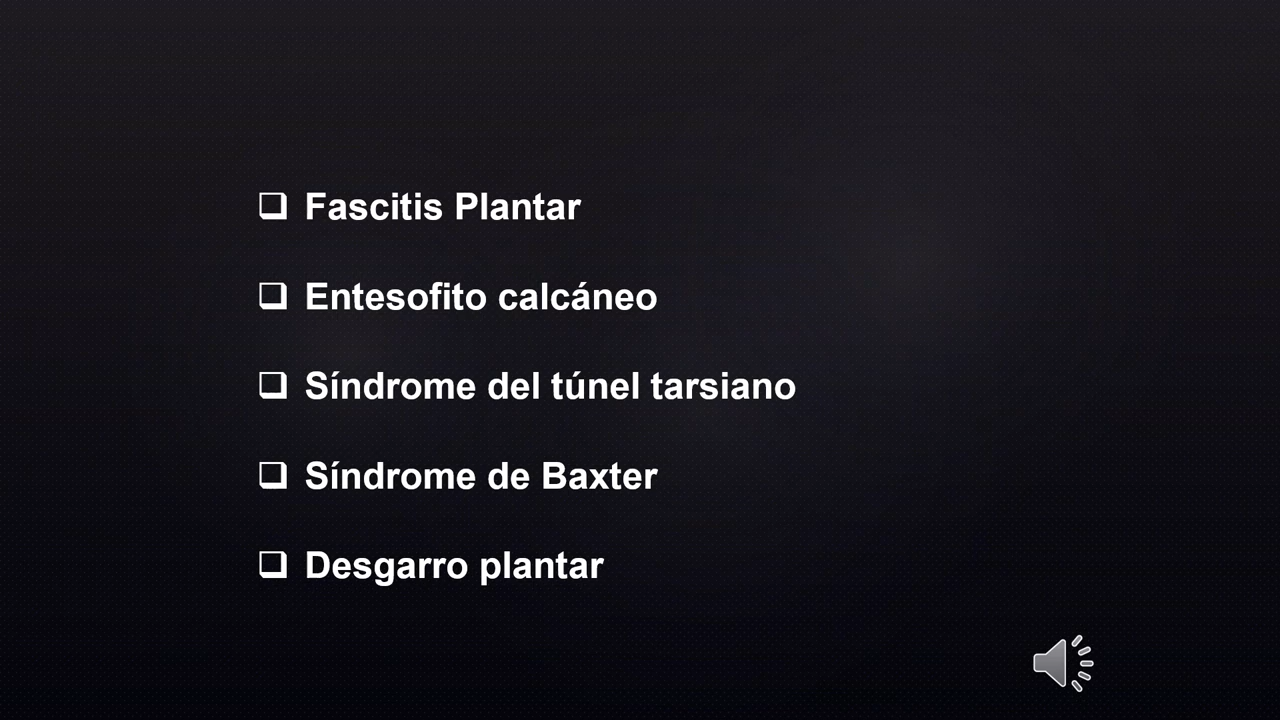 Fascitis Plantar
Entesofito calcáneo
Síndrome del túnel tarsiano
Síndrome de Baxter
Desgarro plantar